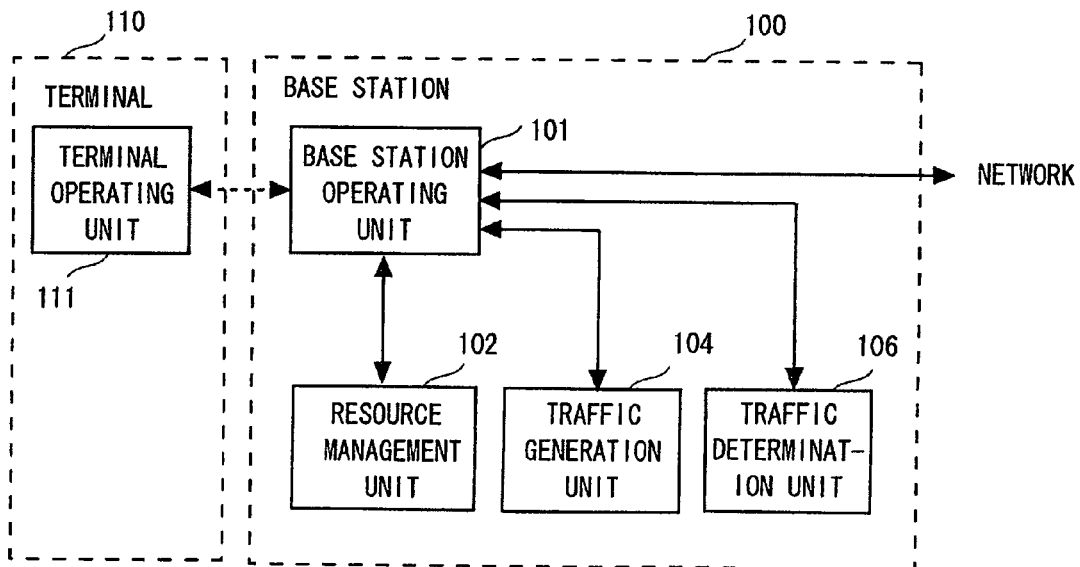 110
100
TERMINAL
BASE STATION
101
TERMINAL
OPERATING
UNIT
BASE STATION
OPERATING
UNIT
NETWORK
111
102
104
106
RESOURCE
MANAGEMENT
UNIT
TRAFFIC
GENERATION
UNIT
TRAFFIC
DETERMINAT-
ION UNIT